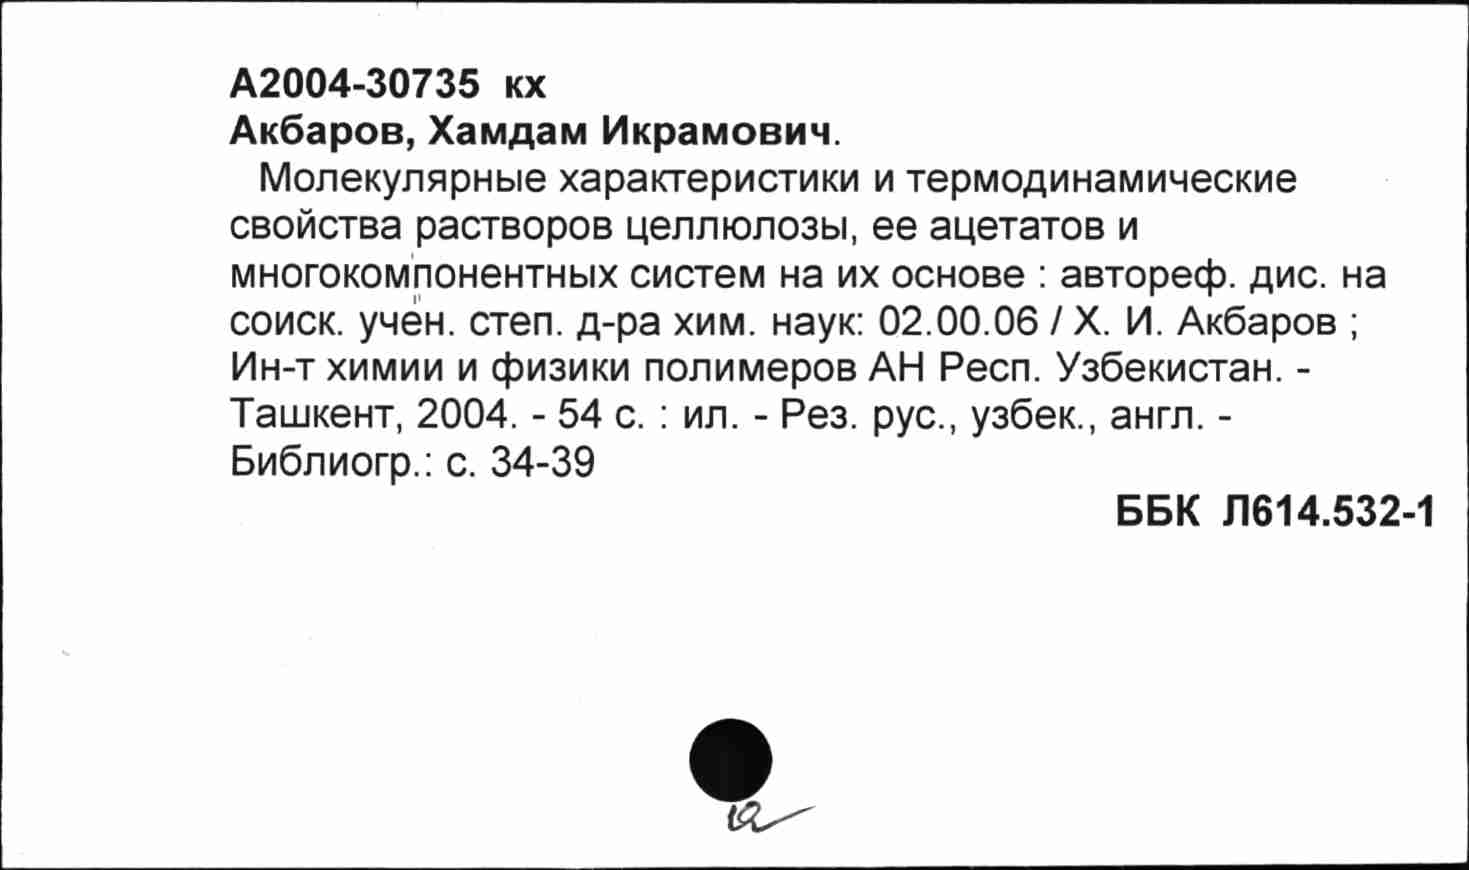 А2004-30735 кх
Акбаров, Хамдам Икрамович.
Молекулярные характеристики и термодинамические
свойства растворов целлюлозы, ее ацетатов и
многокомпонентных систем на их основе : автореф. дис. на
соиск. учен. степ. д-ра хим. наук: 02.00.06 / Х. И. Акбаров ;
Ин-т химии и физики полимеров АН Респ. Узбекистан. -
Ташкент, 2004. - 54 с. : ил. - Рез. рус., узбек., англ. -
Библиогр.: с. 34-39
ББК Л614.532-1